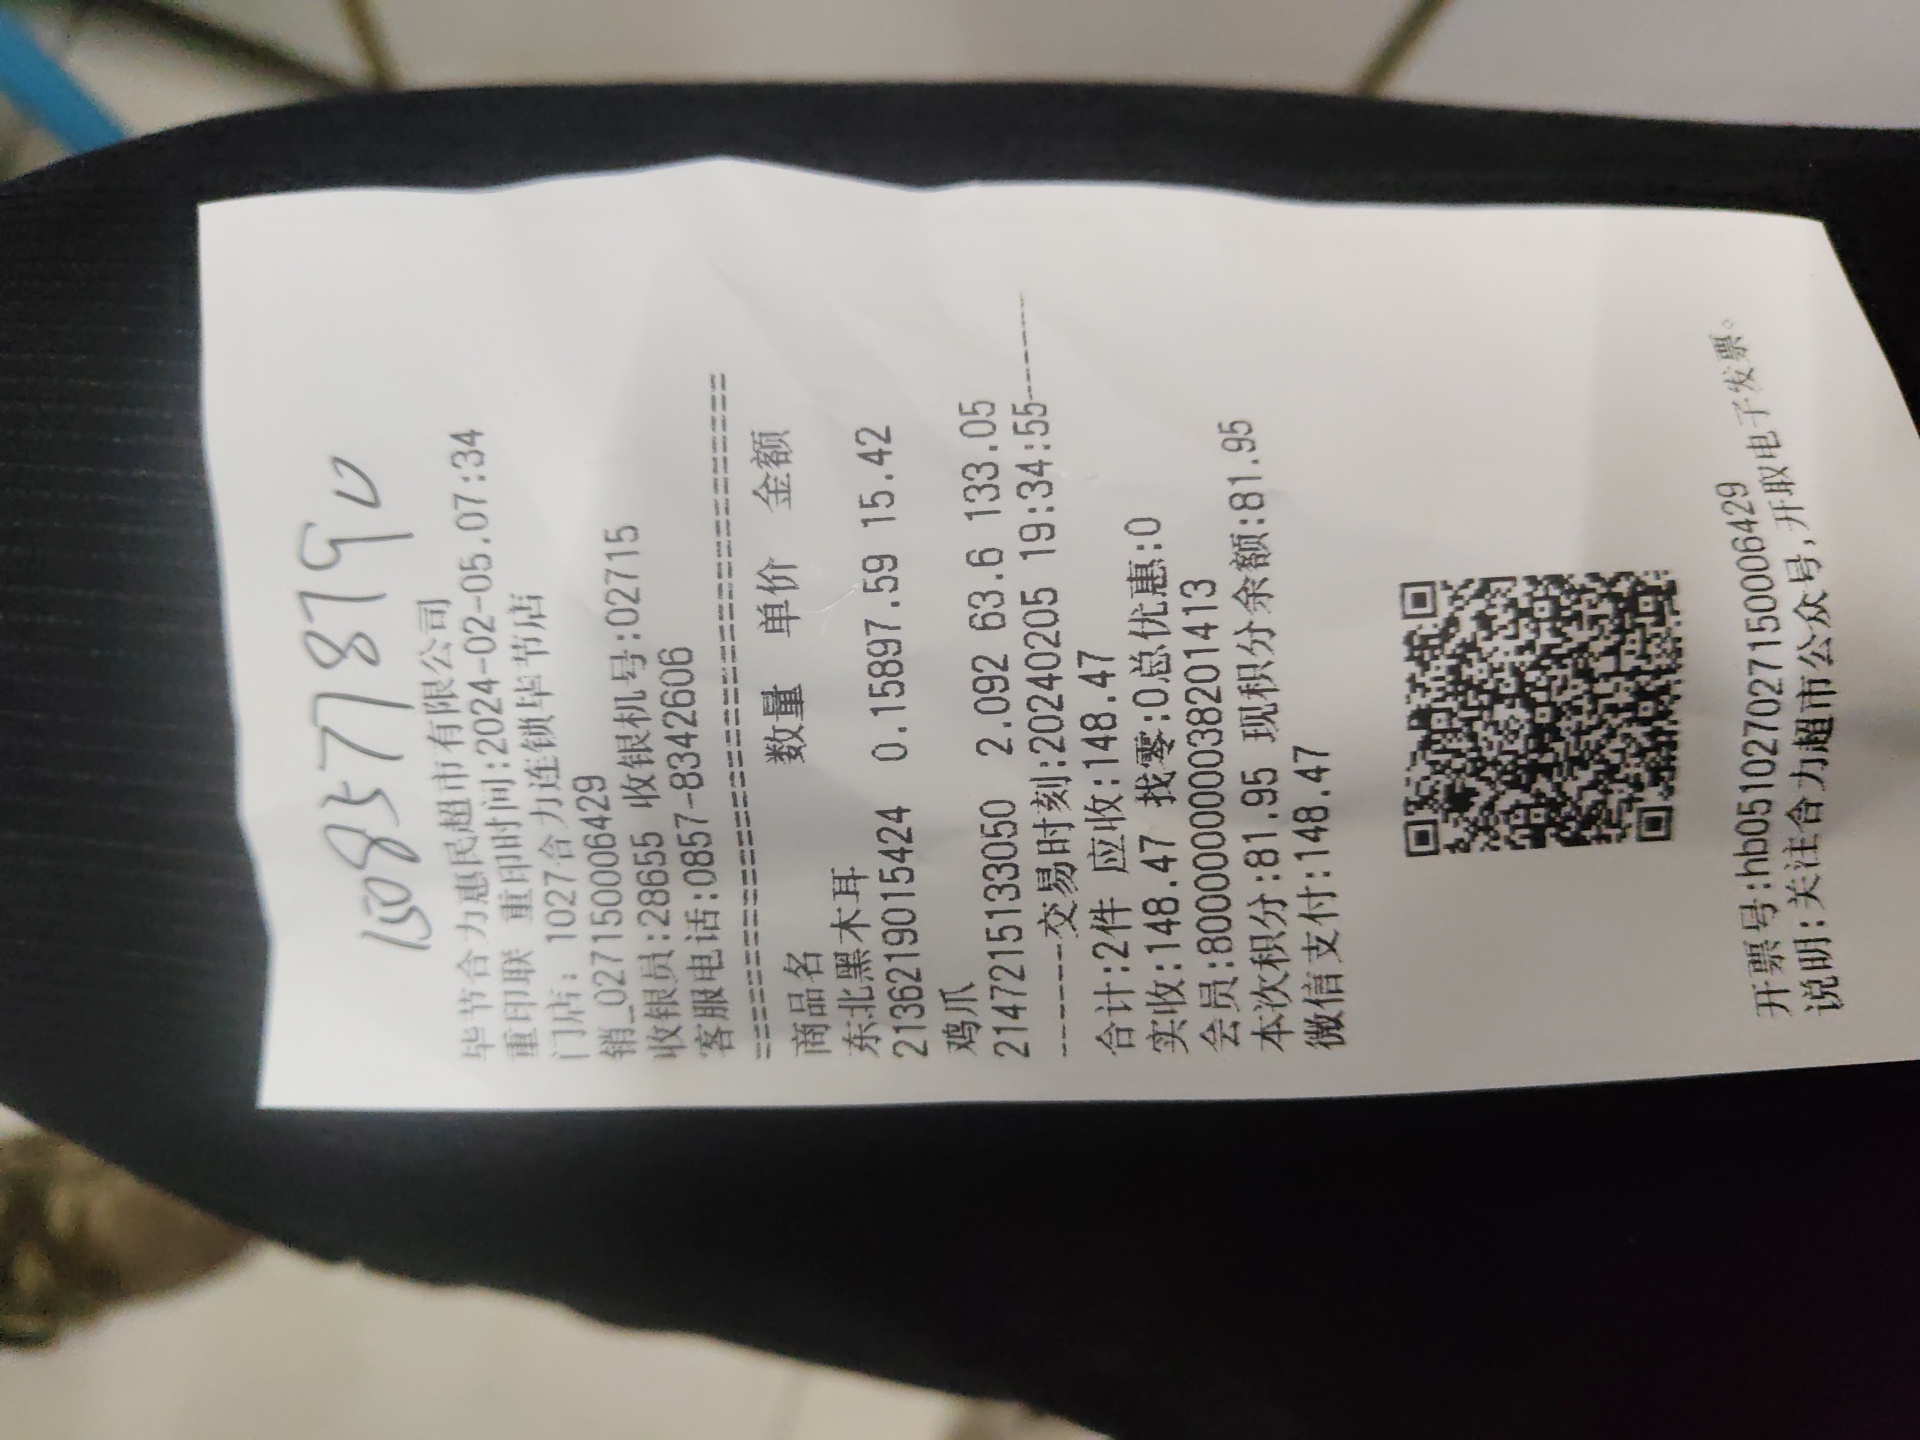 15085778790
毕节合力惠民超市有限公司
重印联 重印时间:2024-02-05.07:34
门店: 1027合力连锁毕节店
销_0271500064​29
收银员:28655 收银机号:02715
客服电话:0857-8342606
================================
商品名 数量 单价 金额
东北黑木耳
2136219015424 0.15897.59 15.42
鸡爪
2147215133050 2.092 63.6 133.05
------交易时刻:20240205 19:34:55------
合计:2件 应收:148.47
实收:148.47 找零:0总优惠:0
会员:8000000003820​1413
本次积分:81.95 现积分余额:81.95
微信支付:148.47
开票号:hb05102702715000​6429
说明:关注合力超市公众号,开取电子发票。